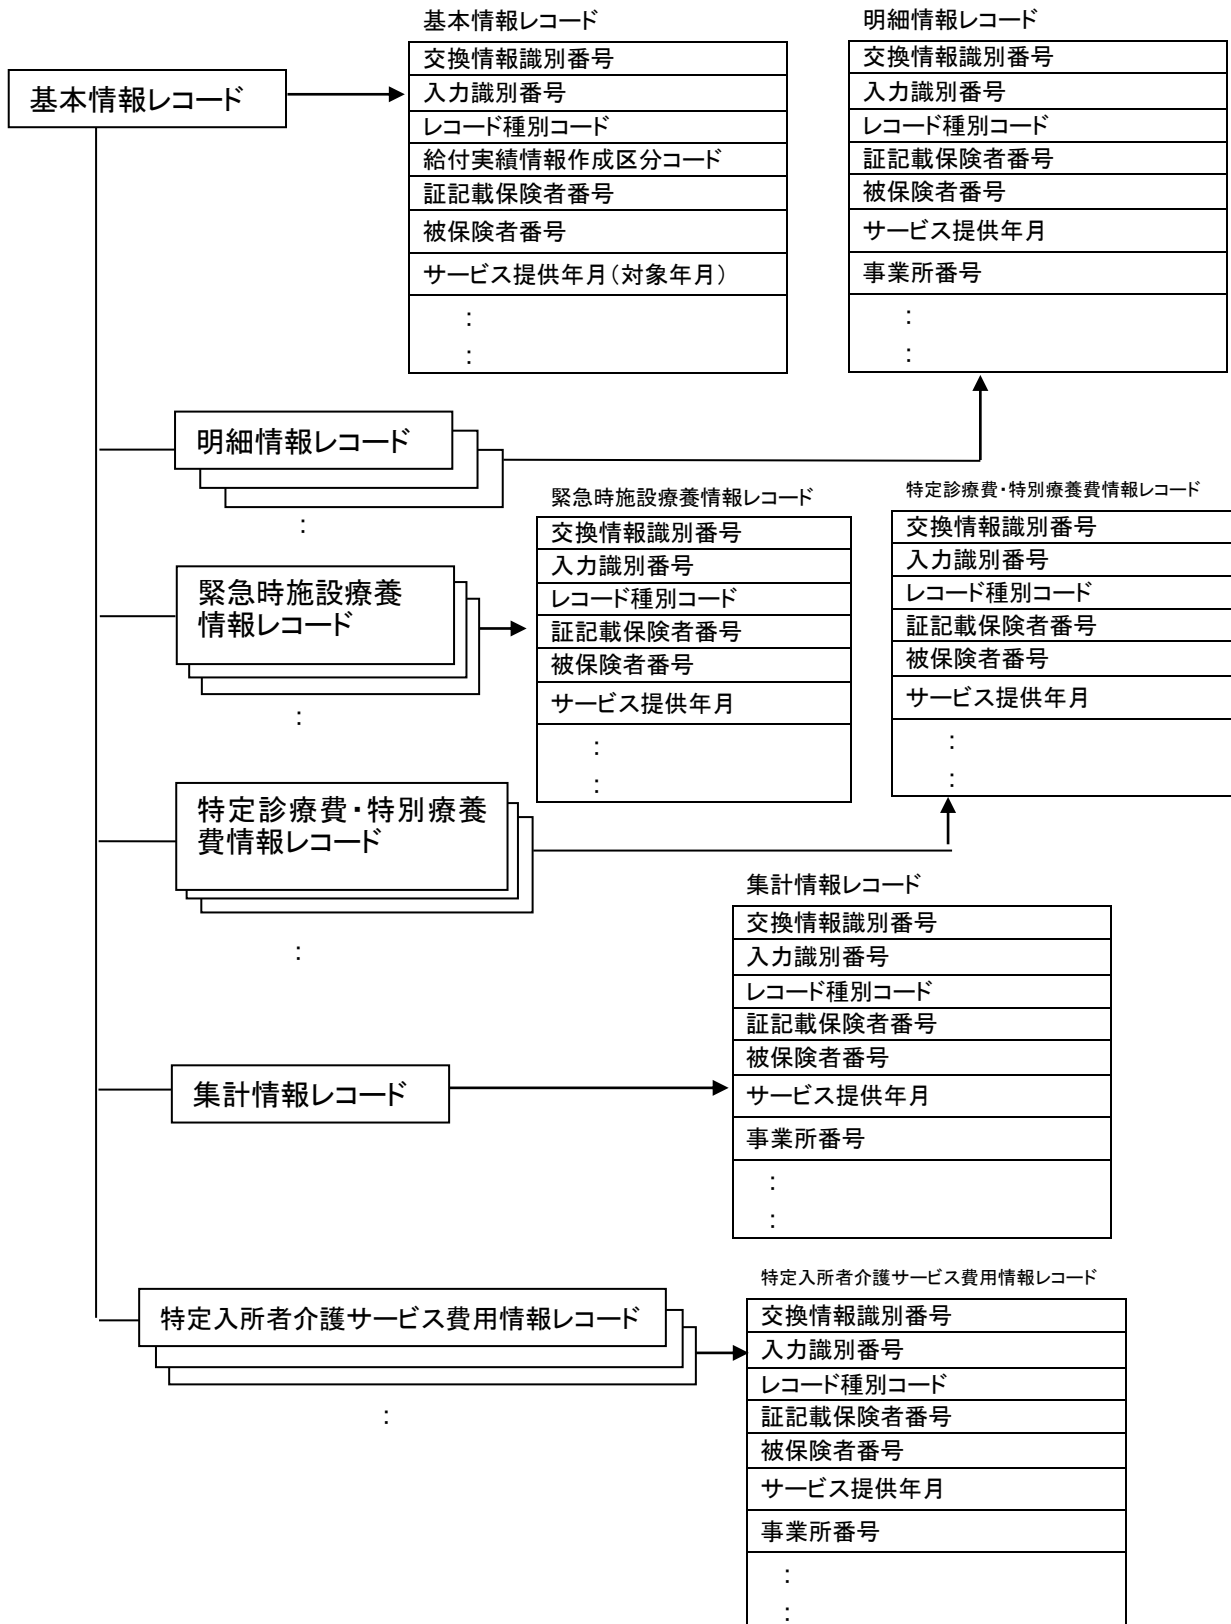 基本情報レコード
基本情報レコード
交換情報識別番号
入力識別番号
レコード種別コード
給付実績情報作成区分コード
証記載保険者番号
被保険者番号
サービス提供年月(対象年月)
:
:
明細情報レコード
交換情報識別番号
入力識別番号
レコード種別コード
証記載保険者番号
被保険者番号
サービス提供年月
事業所番号
:
:
明細情報レコード
:
緊急時施設療養
情報レコード
:
緊急時施設療養情報レコード
交換情報識別番号
入力識別番号
レコード種別コード
証記載保険者番号
被保険者番号
サービス提供年月
:
:
特定診療費・特別療養費情報レコード
交換情報識別番号
入力識別番号
レコード種別コード
証記載保険者番号
被保険者番号
サービス提供年月
:
:
特定診療費・特別療養
費情報レコード
:
集計情報レコード
集計情報レコード
交換情報識別番号
入力識別番号
レコード種別コード
証記載保険者番号
被保険者番号
サービス提供年月
事業所番号
:
:
特定入所者介護サービス費用情報レコード
:
特定入所者介護サービス費用情報レコード
交換情報識別番号
入力識別番号
レコード種別コード
証記載保険者番号
被保険者番号
サービス提供年月
事業所番号
:
: